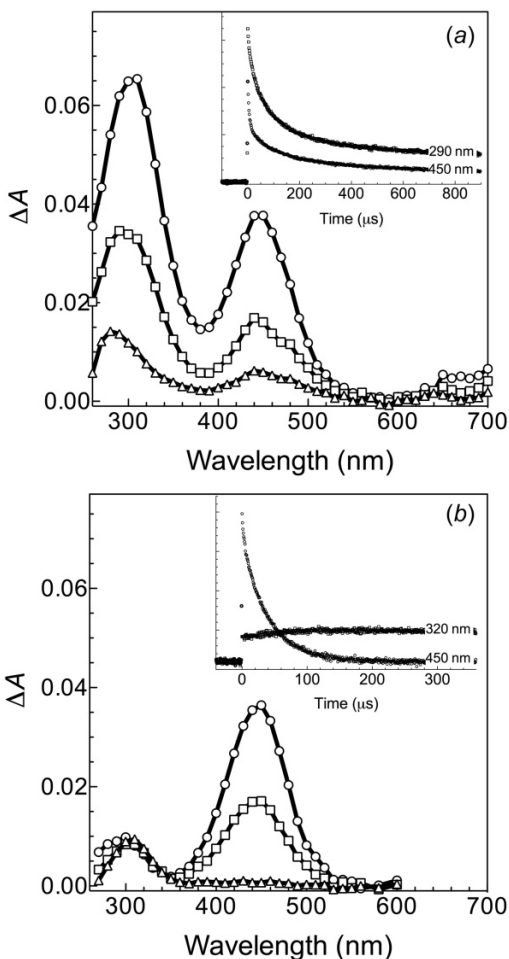 (a)
0.06
0.04
0.02
0.00
ΔA
290 nm
450 nm
0 200 400 600 800
Time (μs)
300 400 500 600 700
Wavelength (nm)
(b)
0.06
0.04
0.02
0.00
ΔA
320 nm
450 nm
0 100 200 300
Time (μs)
300 400 500 600 700
Wavelength (nm)